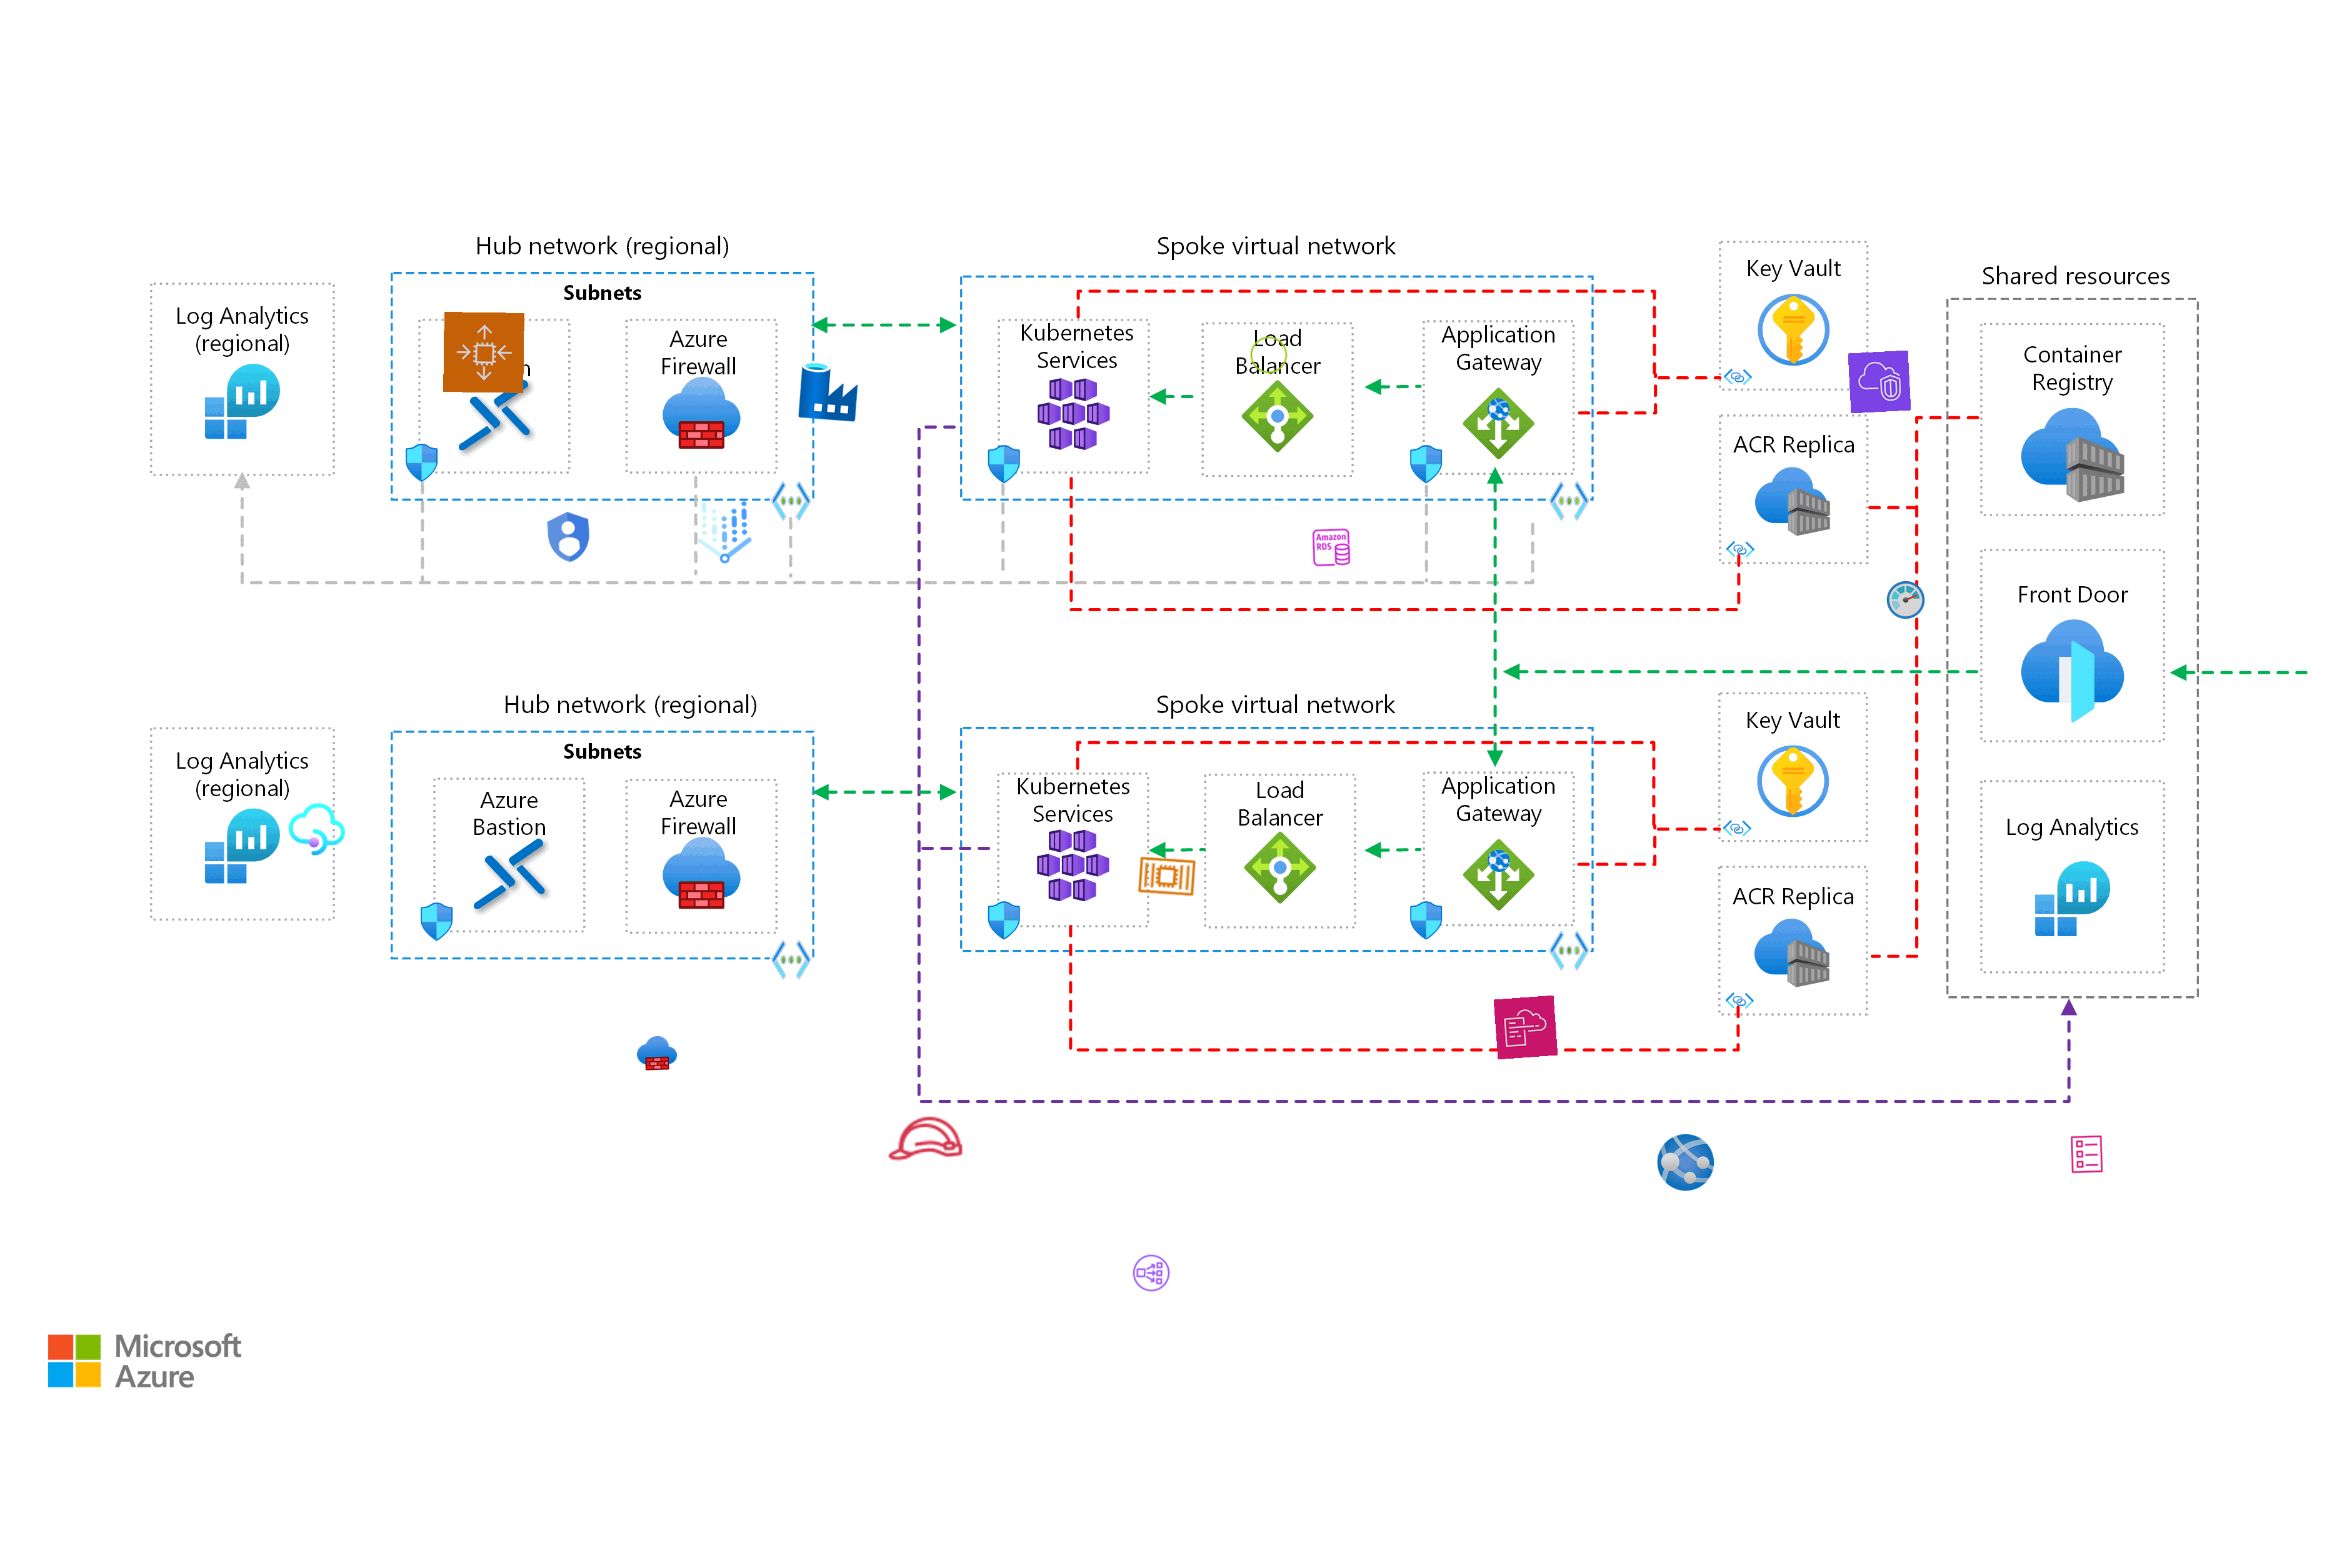 Hub network (regional)
Spoke virtual network
Subnets
Log Analytics
(regional)
Azure
Firewall
Kubernetes
Services
Load
Balancer
Application
Gateway
Key Vault
ACR Replica
Shared resources
Container
Registry
Front Door
Log Analytics
Amazon
RDS
Hub network (regional)
Spoke virtual network
Subnets
Log Analytics
(regional)
Azure
Bastion
Azure
Firewall
Kubernetes
Services
Load
Balancer
Application
Gateway
Key Vault
ACR Replica
Microsoft
Azure